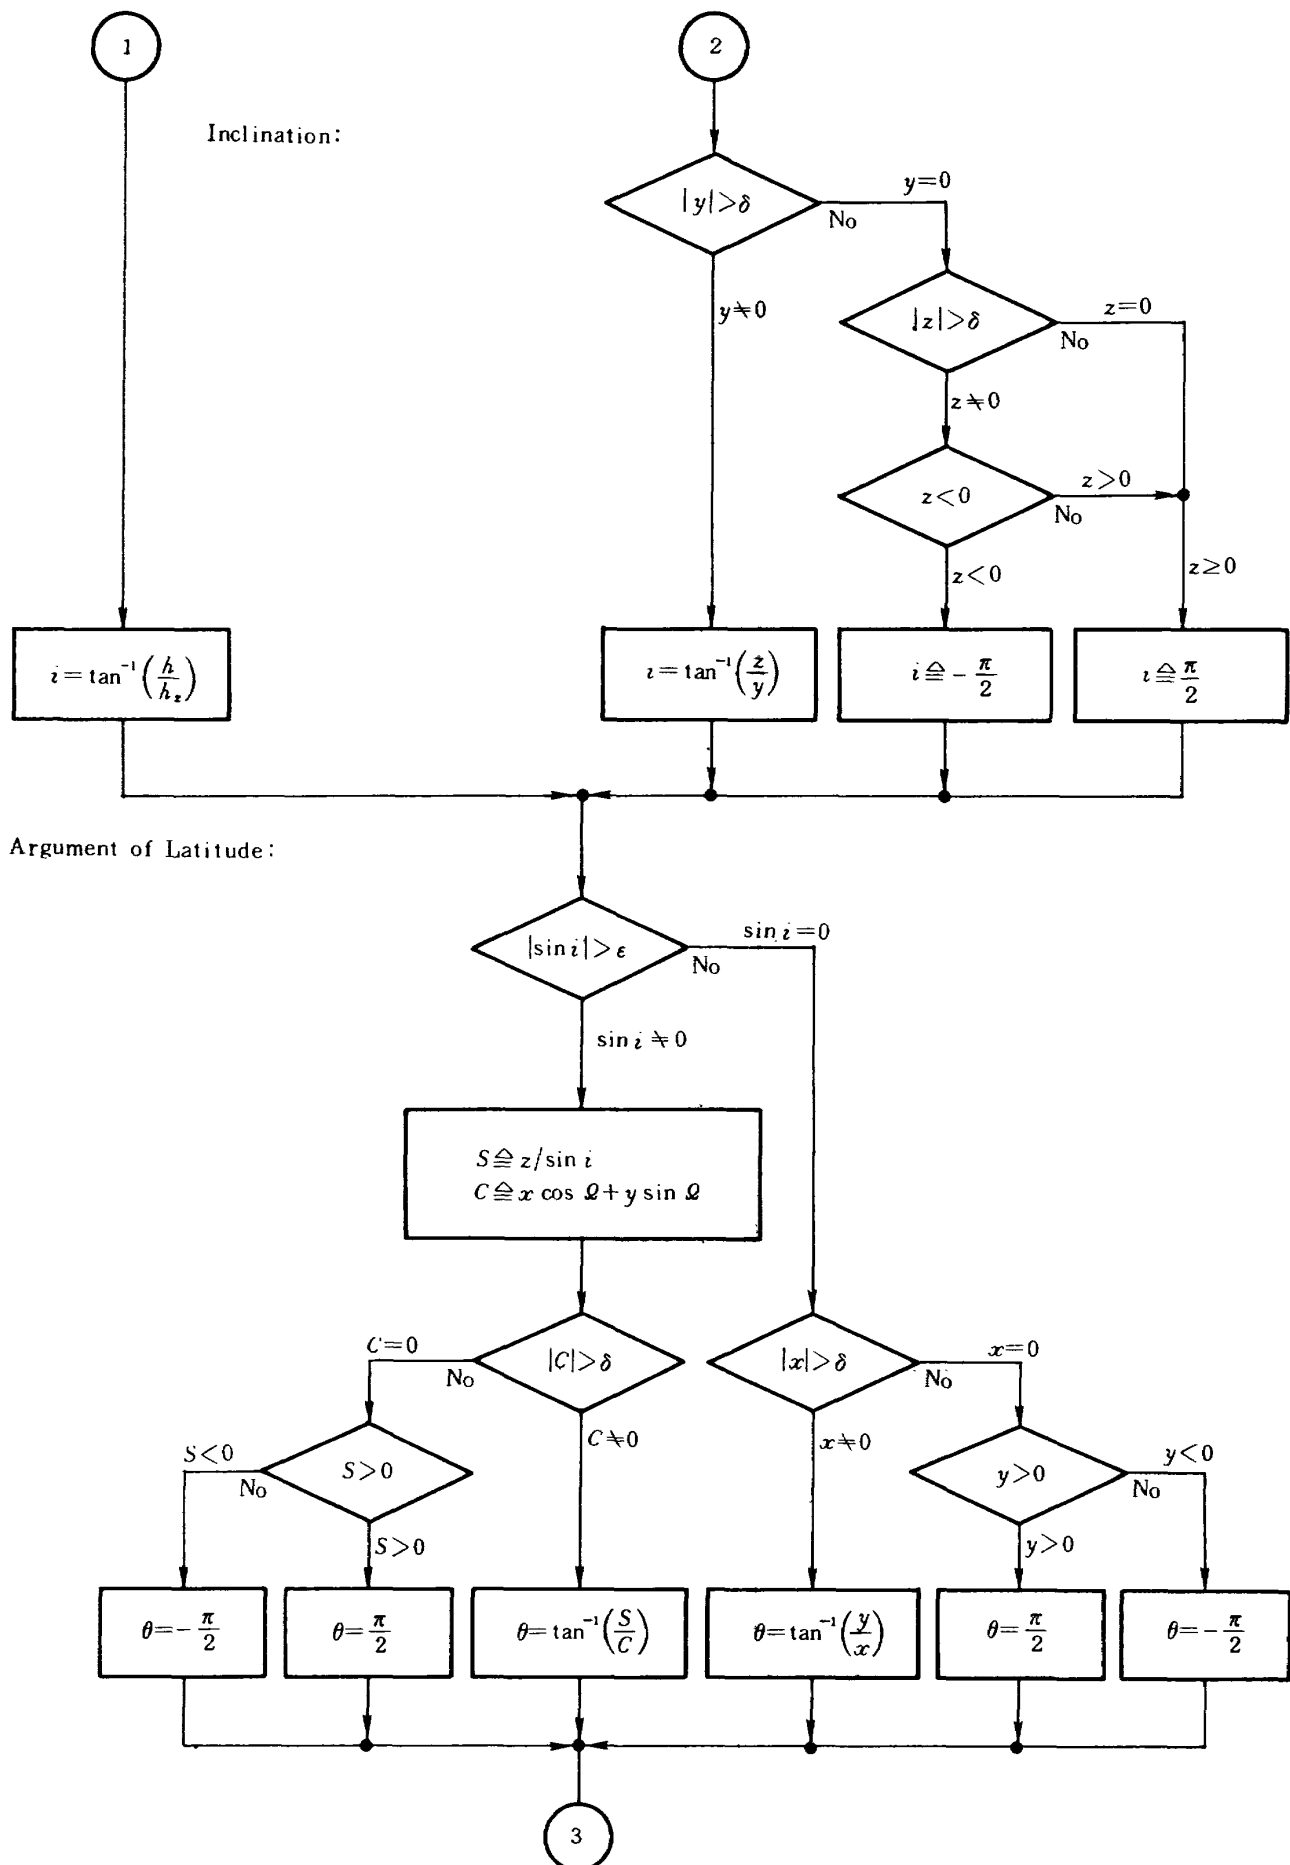 1
2
Inclination:
|y|>δ
y=0
No
y≠0
|z|>δ
z=0
No
z≠0
z<0
z>0
No
z<0
z≥0
i=tan⁻¹(h/h_z)
i=tan⁻¹(z/y)
i≙-π/2
i≙π/2
Argument of Latitude:
|sin i|>ε
sin i=0
No
sin i≠0
S≙z/sin i
C≙x cos Ω+y sin Ω
C=0
|C|>δ
No
|x|>δ
x=0
No
S<0
S>0
No
C≠0
x≠0
y>0
y<0
No
S>0
y>0
θ=-π/2
θ=π/2
θ=tan⁻¹(S/C)
θ=tan⁻¹(y/x)
θ=π/2
θ=-π/2
3